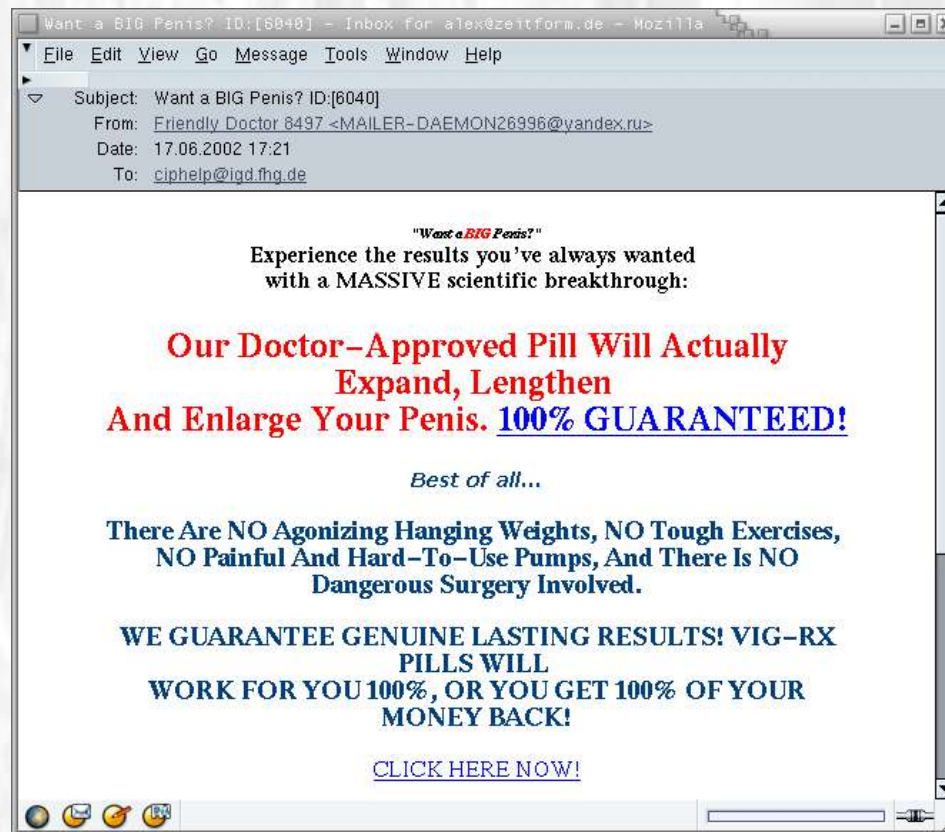 Want a BIG Penis? ID:[6040] - Inbox for alex@zeitform.de - Mozilla
File Edit View Go Message Tools Window Help
Subject: Want a BIG Penis? ID:[6040]
From: Friendly Doctor 8497 <MAILER-DAEMON26996@yandex.ru>
Date: 17.06.2002 17:21
To: ciphelp@igd.fhg.de
"Want a BIG Penis?"
Experience the results you've always wanted
with a MASSIVE scientific breakthrough:
Our Doctor-Approved Pill Will Actually
Expand, Lengthen
And Enlarge Your Penis. 100% GUARANTEED!
Best of all...
There Are NO Agonizing Hanging Weights, NO Tough Exercises,
NO Painful And Hard-To-Use Pumps, And There Is NO
Dangerous Surgery Involved.
WE GUARANTEE GENUINE LASTING RESULTS! VIG-RX
PILLS WILL
WORK FOR YOU 100%, OR YOU GET 100% OF YOUR
MONEY BACK!
CLICK HERE NOW!